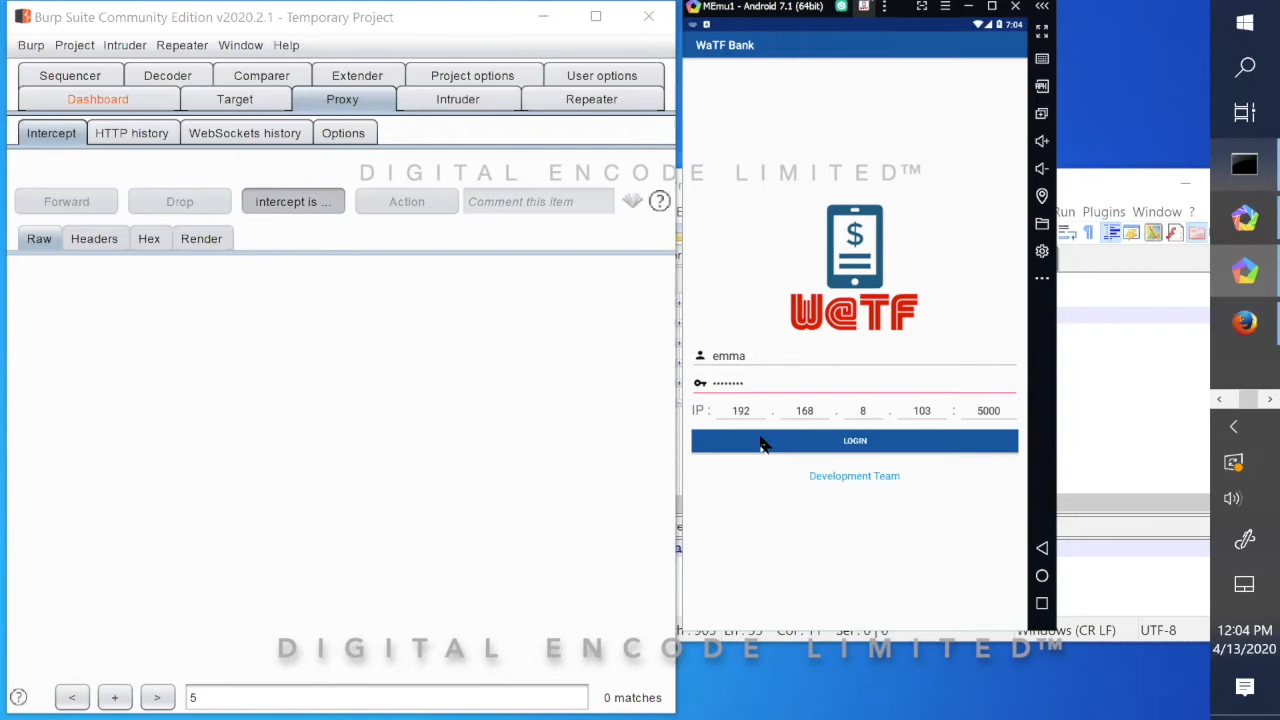 Burp Suite Community Edition v2020.2.1 - Temporary Project
Burp Project Intruder Repeater Window Help
Sequencer Decoder Comparer Extender Project options User options
Dashboard Target Proxy Intruder Repeater
Intercept HTTP history WebSockets history Options
Forward Drop intercept is ... Action Comment this item
Raw Headers Hex Render
5
0 matches
MEmu1 - Android 7.1 (64bit)
7:04
WaTF Bank
$
W@TF
emma
••••••••
IP : 192 . 168 . 8 . 103 : 5000
LOGIN
Development Team
Run Plugins Window ?
Windows (CR LF) UTF-8
12:04 PM
4/13/2020
DIGITAL ENCODE LIMITED™
DIGITAL ENCODE LIMITED™